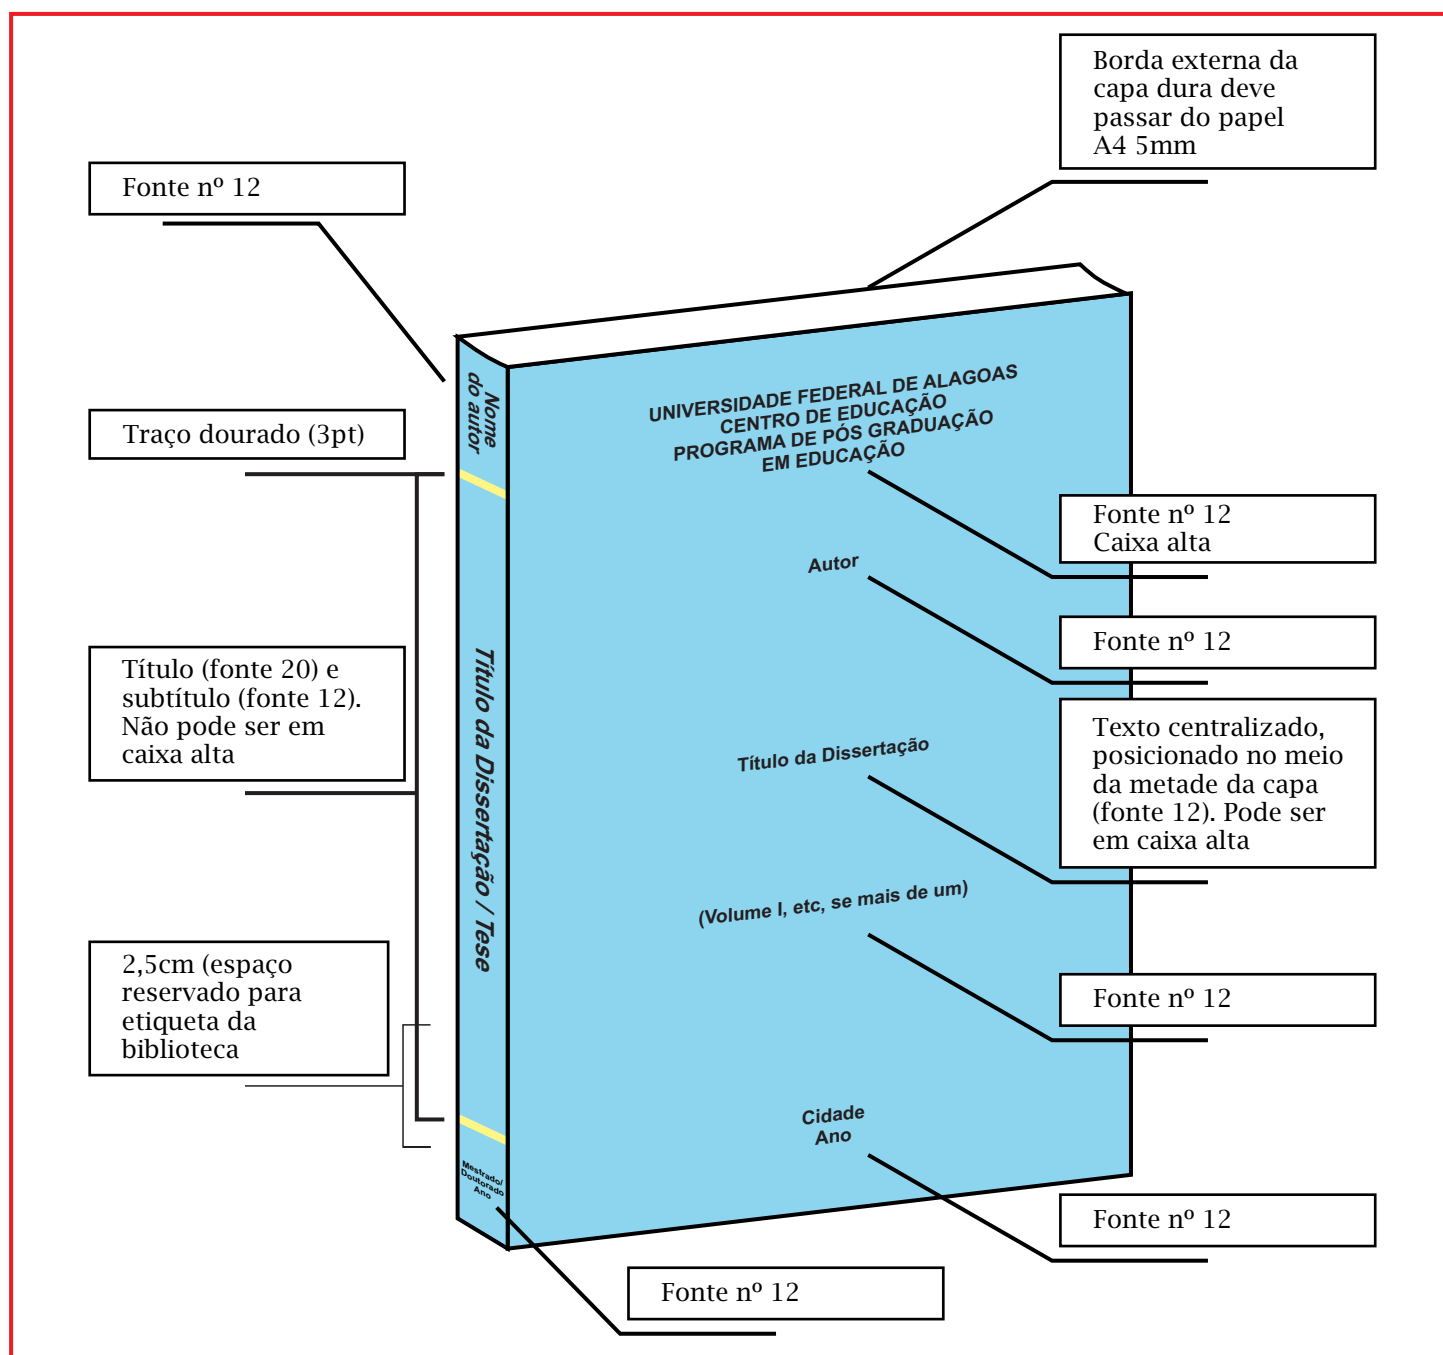 Borda externa da
capa dura deve
passar do papel
A4 5mm
Fonte nº 12
Nome
do autor
UNIVERSIDADE FEDERAL DE ALAGOAS
CENTRO DE EDUCAÇÃO
PROGRAMA DE PÓS GRADUAÇÃO
EM EDUCAÇÃO
Traço dourado (3pt)
Fonte nº 12
Caixa alta
Autor
Fonte nº 12
Título (fonte 20) e
subtítulo (fonte 12).
Não pode ser em
caixa alta
Título da Dissertação / Tese
Título da Dissertação
Texto centralizado,
posicionado no meio
da metade da capa
(fonte 12). Pode ser
em caixa alta
(Volume I, etc, se mais de um)
2,5cm (espaço
reservado para
etiqueta da
biblioteca
Fonte nº 12
Cidade
Ano
Mestrado/
Doutorado
Ano
Fonte nº 12
Fonte nº 12